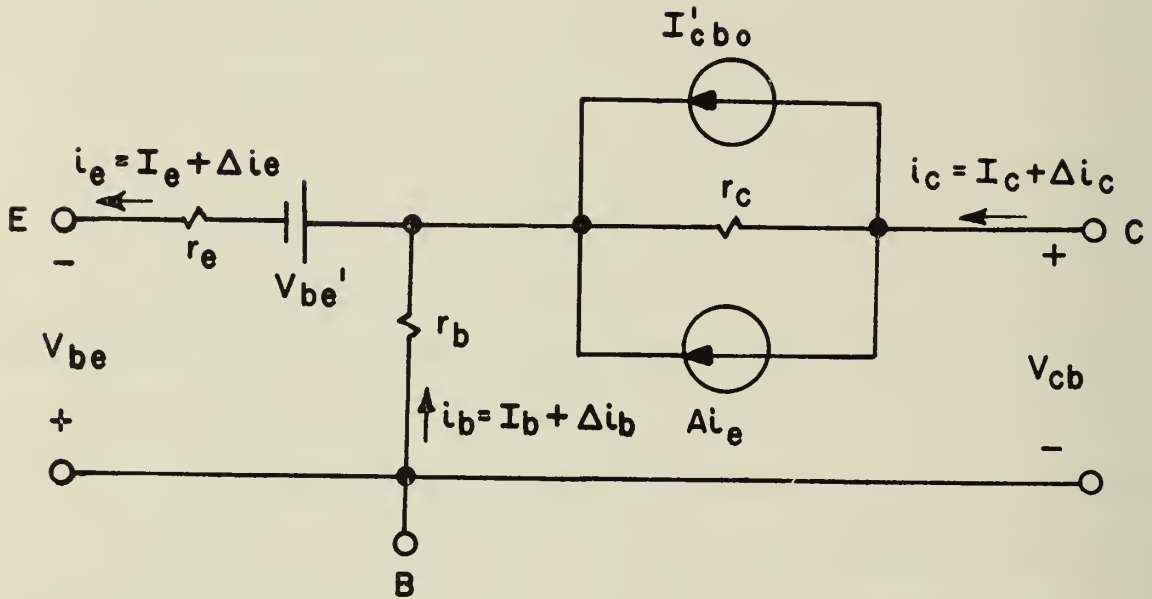 I'cbo
ie = Ie + Δie
rc
ic = Ic + Δic
E
re
C
-
+
Vbe'
rb
Vbe
Vcb
+
ib = Ib + Δib
Aie
-
B